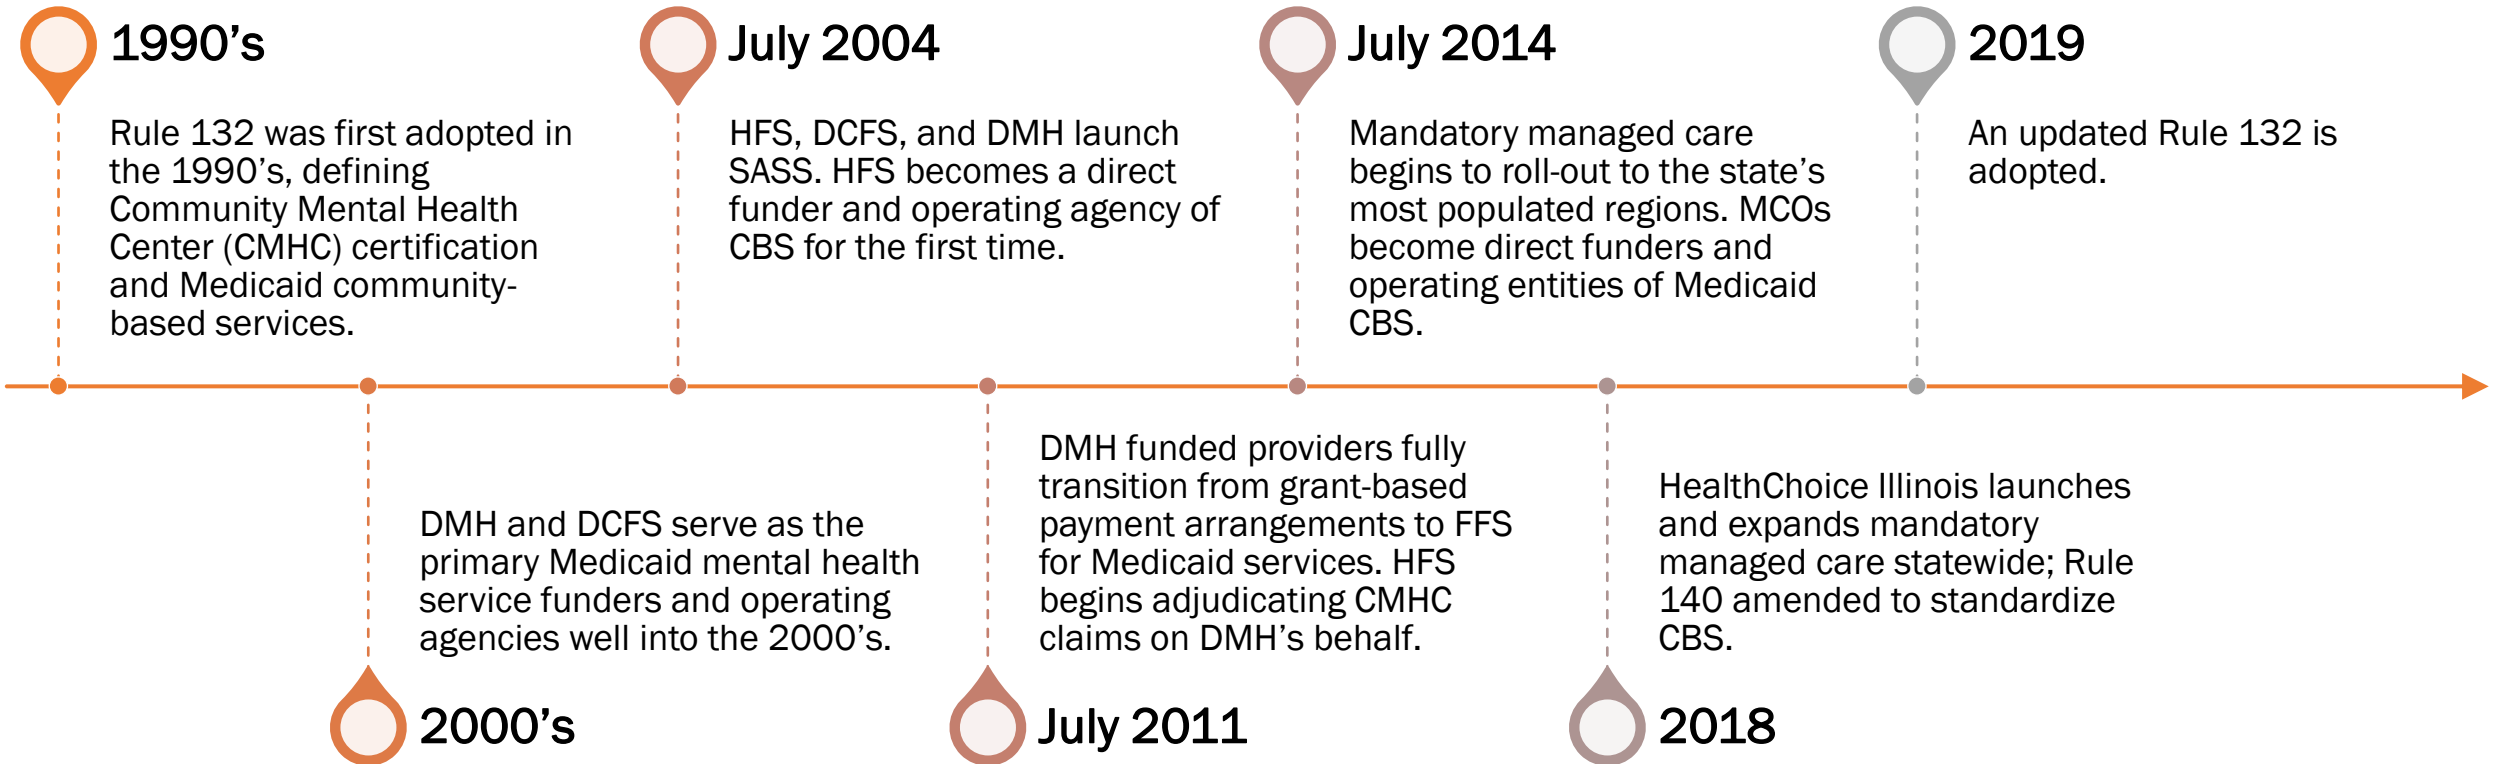 1990's
Rule 132 was first adopted in
the 1990's, defining
Community Mental Health
Center (CMHC) certification
and Medicaid community-
based services.
DMH and DCFS serve as the
primary Medicaid mental health
service funders and operating
agencies well into the 2000's.
2000's
July 2004
HFS, DCFS, and DMH launch
SASS. HFS becomes a direct
funder and operating agency of
CBS for the first time.
DMH funded providers fully
transition from grant-based
payment arrangements to FFS
for Medicaid services. HFS
begins adjudicating CMHC
claims on DMH's behalf.
July 2011
July 2014
Mandatory managed care
begins to roll-out to the state's
most populated regions. MCOs
become direct funders and
operating entities of Medicaid
CBS.
HealthChoice Illinois launches
and expands mandatory
managed care statewide; Rule
140 amended to standardize
CBS.
2018
2019
An updated Rule 132 is
adopted.